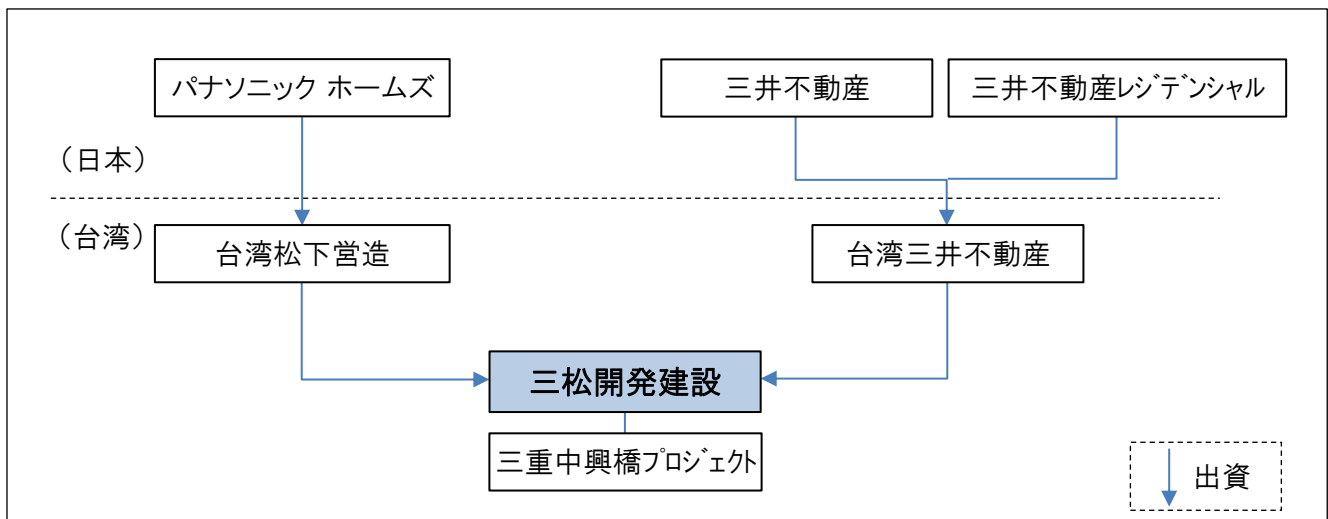 パナソニック ホームズ
三井不動産
三井不動産ﾚｼﾞﾃﾞﾝｼｬﾙ
（日本）
（台湾）
台湾松下営造
台湾三井不動産
三松開発建設
三重中興橋ﾌﾟﾛｼﾞｪｸﾄ
出資